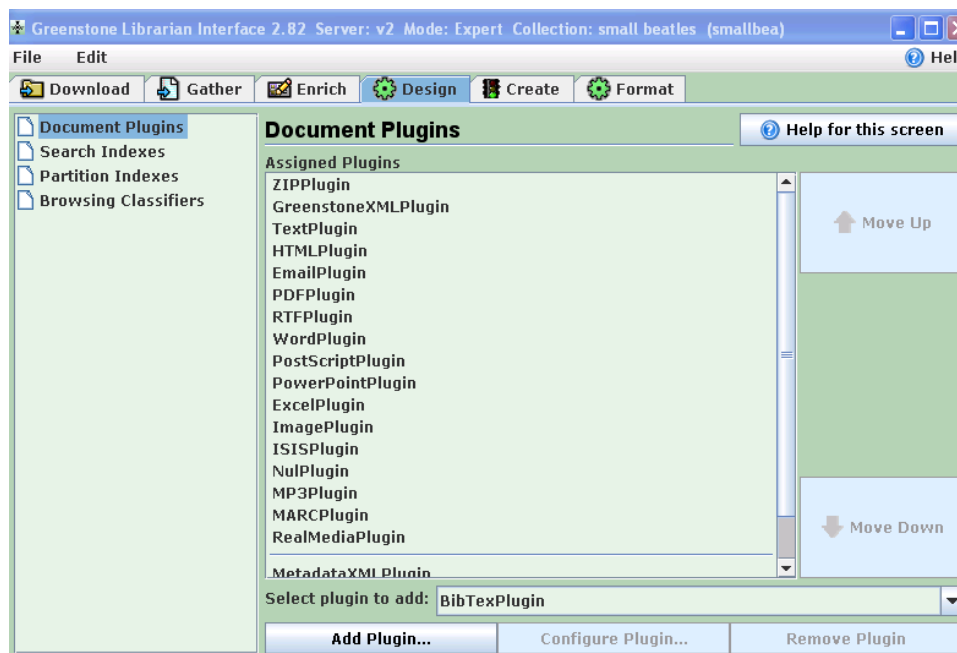 Greenstone Librarian Interface 2.82 Server: v2 Mode: Expert Collection: small beatles (smallbea)
File Edit Hel
Download Gather Enrich Design Create Format
Document Plugins
Search Indexes
Partition Indexes
Browsing Classifiers
Document Plugins
Help for this screen
Assigned Plugins
ZIPPlugin
GreenstoneXMLPlugin
TextPlugin
HTMLPlugin
EmailPlugin
PDFPlugin
RTFPlugin
WordPlugin
PostScriptPlugin
PowerPointPlugin
ExcelPlugin
ImagePlugin
ISISPlugin
NulPlugin
MP3Plugin
MARCPlugin
RealMediaPlugin
MetadataXMLPlugin
Move Up
Move Down
Select plugin to add: BibTexPlugin
Add Plugin... Configure Plugin... Remove Plugin